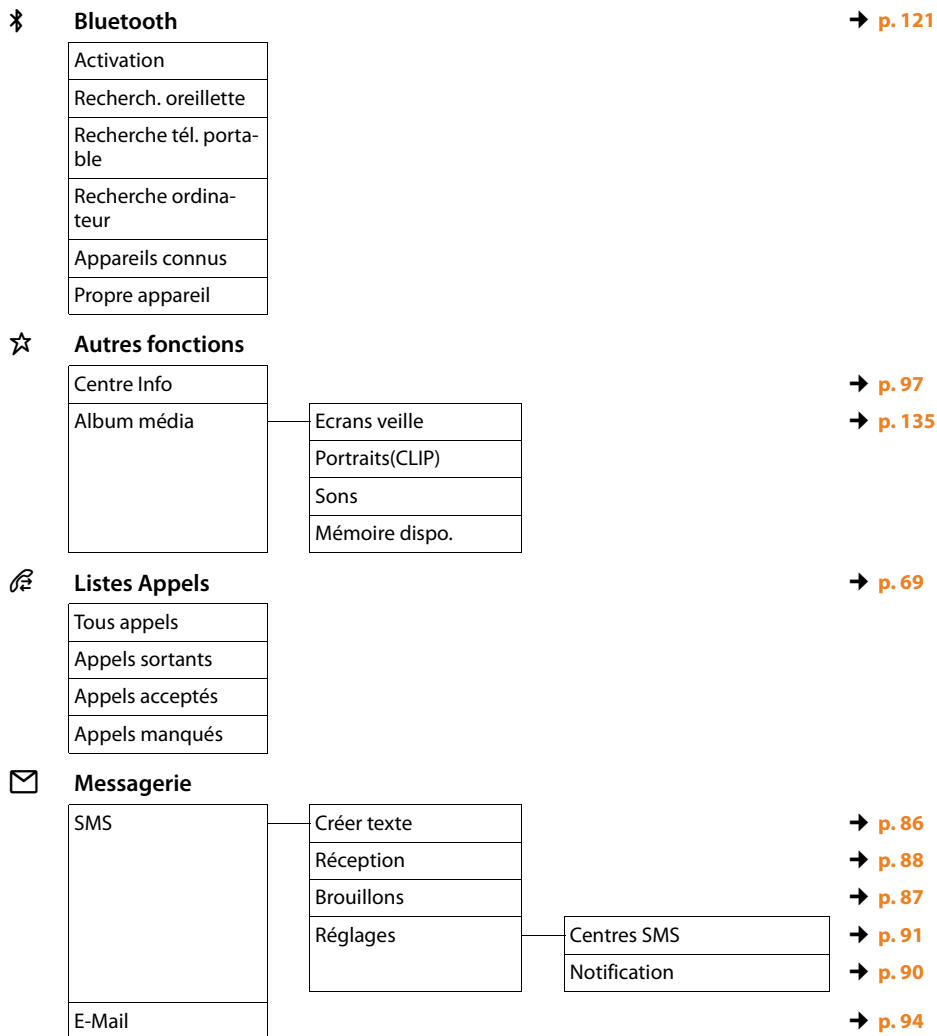 Bluetooth → p. 121
Activation
Recherch. oreillette
Recherche tél. porta-
ble
Recherche ordina-
teur
Appareils connus
Propre appareil
Autres fonctions
Centre Info → p. 97
Album média Ecrans veille → p. 135
Portraits(CLIP)
Sons
Mémoire dispo.
Listes Appels → p. 69
Tous appels
Appels sortants
Appels acceptés
Appels manqués
Messagerie
SMS Créer texte → p. 86
Réception → p. 88
Brouillons → p. 87
Réglages Centres SMS → p. 91
Notification → p. 90
E-Mail → p. 94